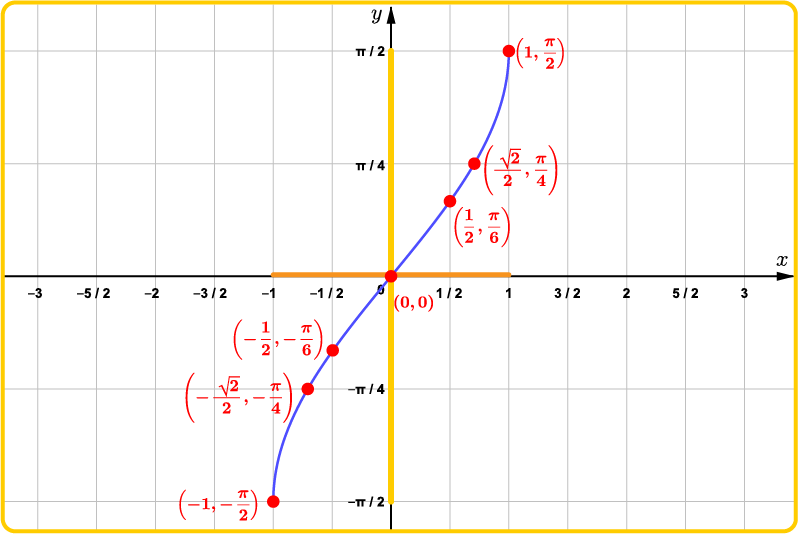 y
π / 2
(1, π/2)
π / 4
(√2/2, π/4)
(1/2, π/6)
x
–3 –5 / 2 –2 –3 / 2 –1 –1 / 2 0 1 / 2 1 3 / 2 2 5 / 2 3
(0, 0)
(−1/2, −π/6)
(−√2/2, −π/4)
–π / 4
(−1, −π/2)
–π / 2